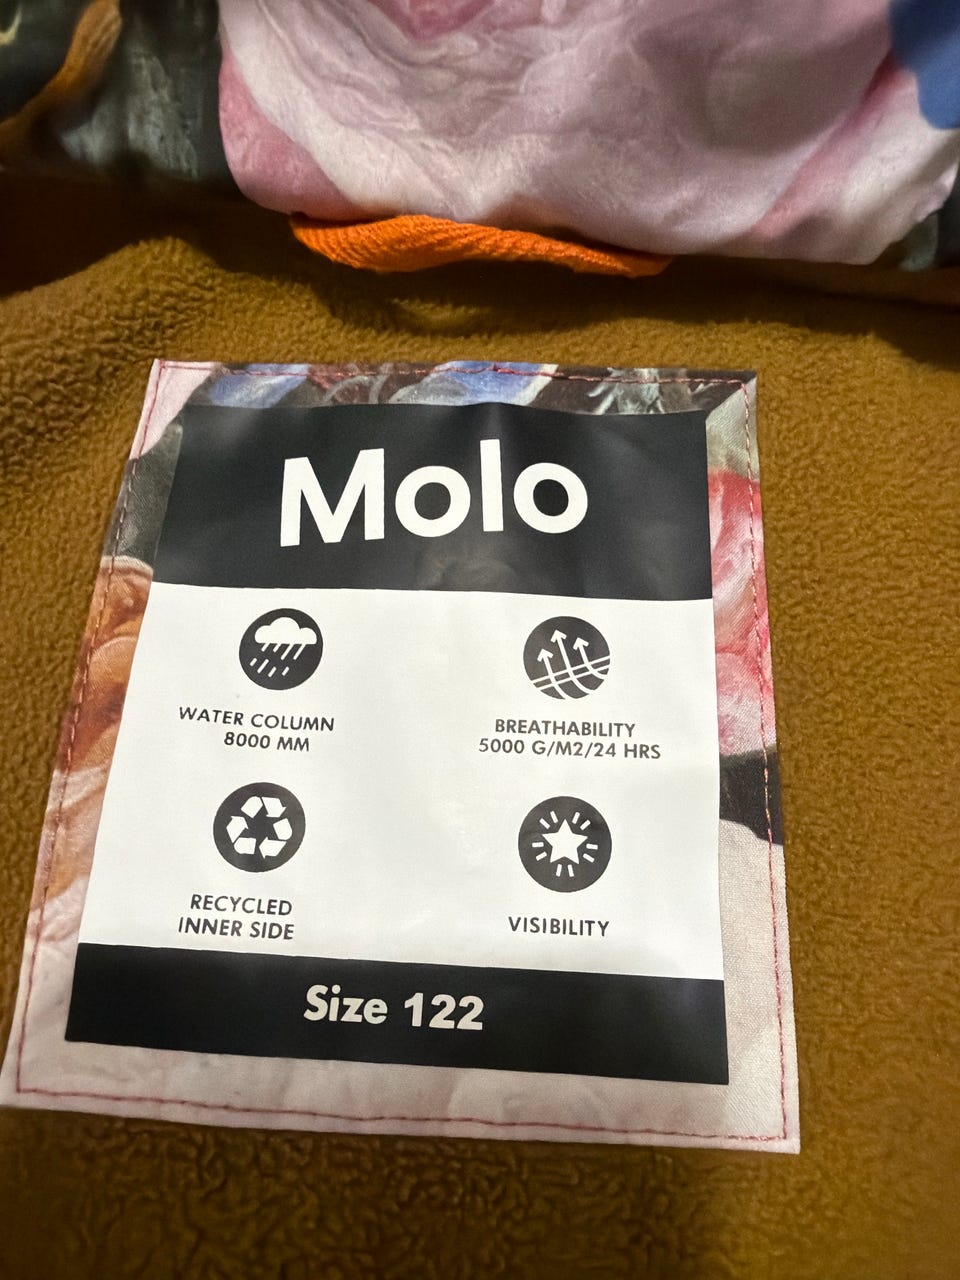 Molo
WATER COLUMN
8000 MM
BREATHABILITY
5000 G/M2/24 HRS
RECYCLED
INNER SIDE
VISIBILITY
Size 122